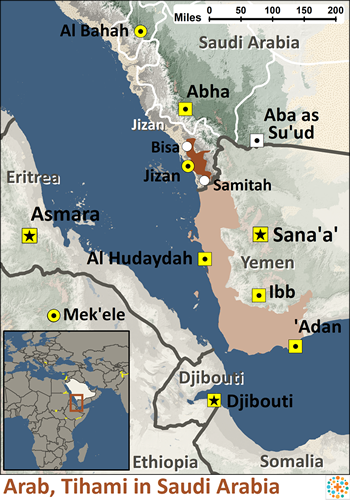 0 50 100 150 200
Miles
Al Bahah
Saudi Arabia
Abha
Jizan
Aba as
Su'ud
Bisa
Jizan
Samitah
Eritrea
Asmara
Sana'a'
Al Hudaydah
Yemen
Ibb
Mek'ele
'Adan
Djibouti
Djibouti
Ethiopia
Somalia
Arab, Tihami in Saudi Arabia